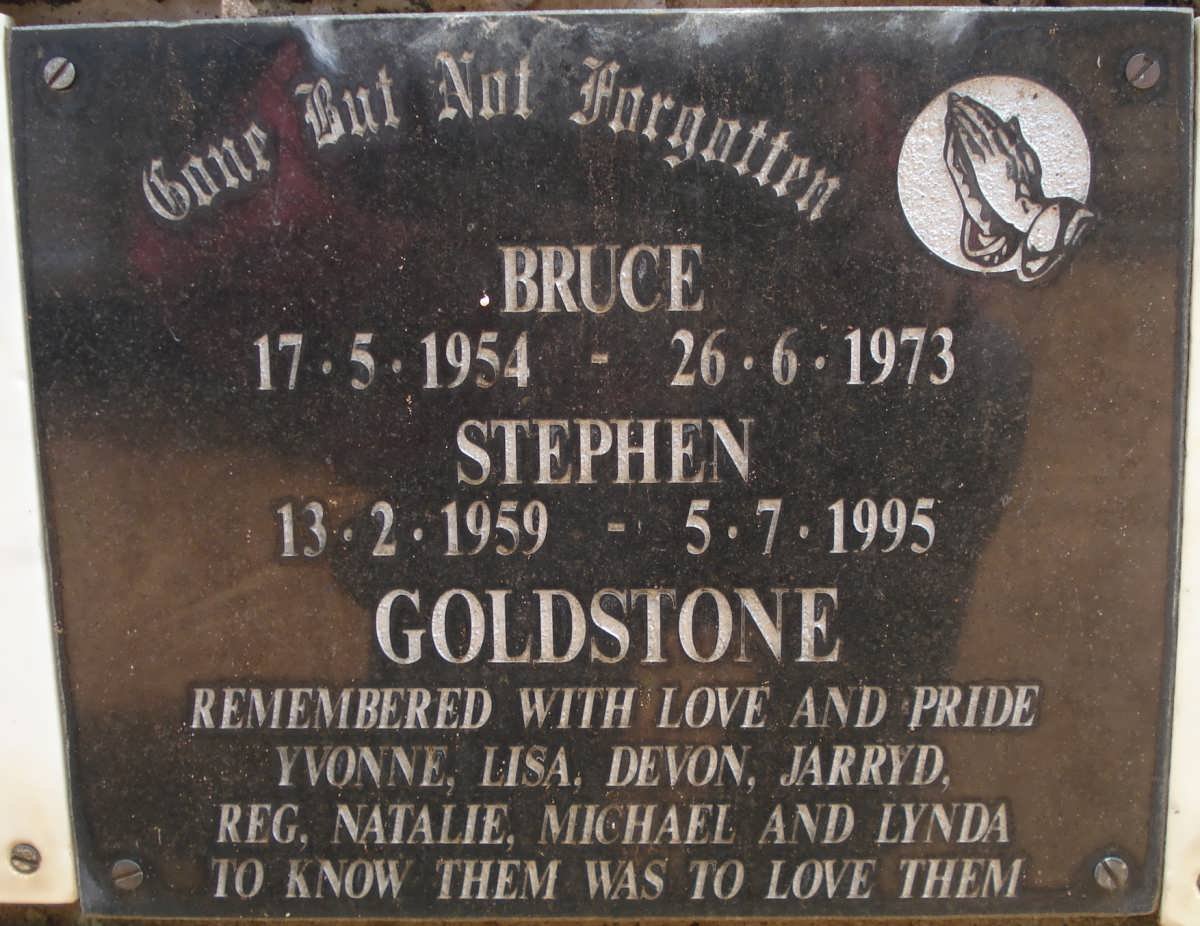 Gone But Not Forgotten
BRUCE
17·5·1954 - 26·6·1973
STEPHEN
13·2·1959 - 5·7·1995
GOLDSTONE
REMEMBERED WITH LOVE AND PRIDE
YVONNE, LISA, DEVON, JARRYD,
REG, NATALIE, MICHAEL AND LYNDA
TO KNOW THEM WAS TO LOVE THEM